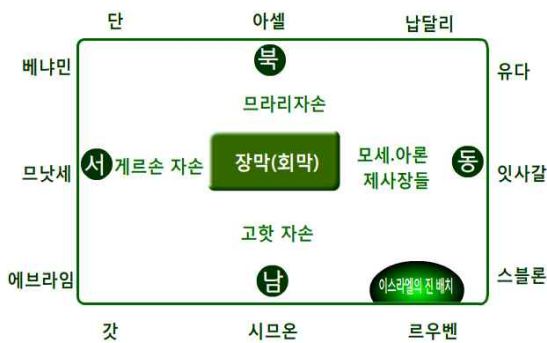 단 아셀 납달리
베냐민 북 유다
므라리자손
므낫세 서 게르손 자손 장막(회막) 모세.아론 제사장들 동 잇사갈
고핫 자손
에브라임 남 이스라엘의 진 배치 스블론
갓 시므온 르우벤